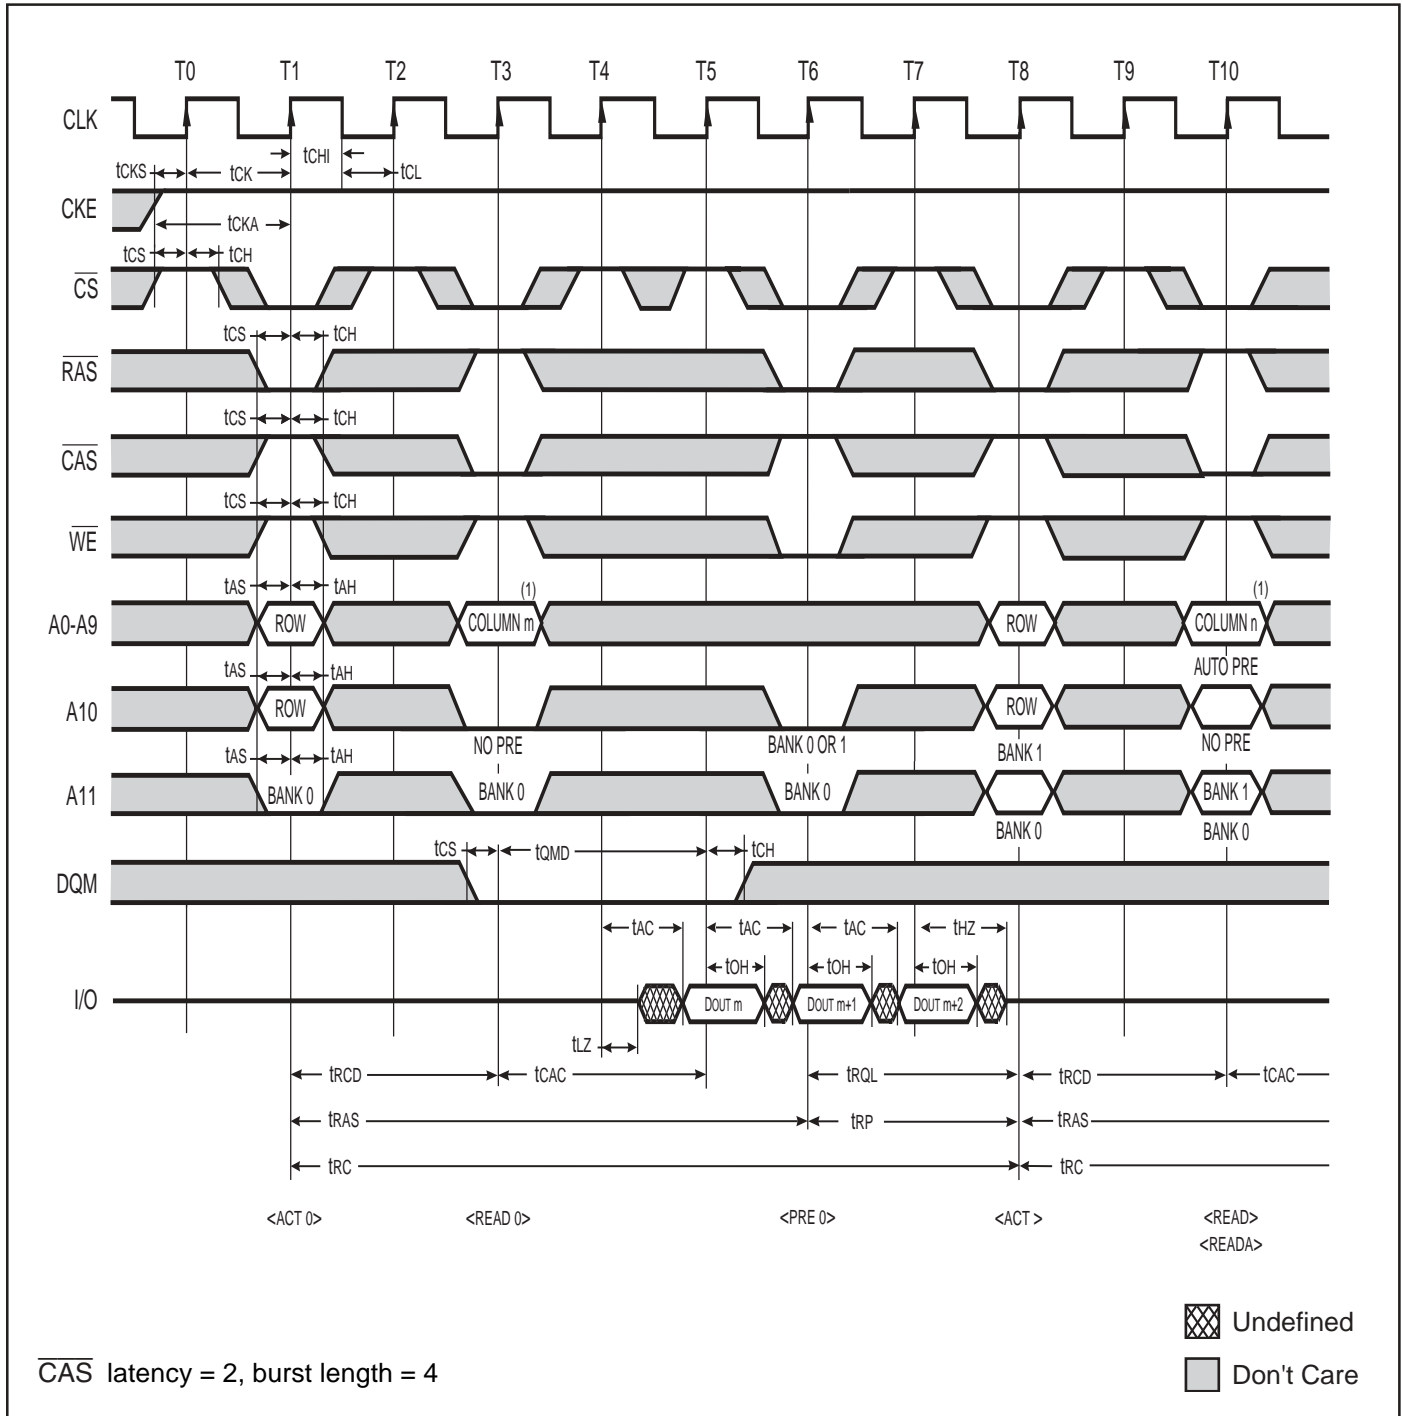 T0 T1 T2 T3 T4 T5 T6 T7 T8 T9 T10
CLK
tCHI
tCKS tCK tCL
CKE
tCKA
tCS tCH
CS
tCS tCH
RAS
tCS tCH
CAS
tCS tCH
WE
tAS tAH (1) (1)
A0-A9 ROW COLUMN m ROW COLUMN n
tAS tAH AUTO PRE
A10 ROW ROW
NO PRE BANK 0 OR 1 BANK 1 NO PRE
tAS tAH
A11 BANK 0 BANK 0 BANK 0 BANK 1
BANK 0 BANK 0
tCS tQMD tCH
DQM
tAC tAC tAC tHZ
tOH tOH tOH
I/O DOUT m DOUT m+1 DOUT m+2
tLZ
tRCD tCAC tRQL tRCD tCAC
tRAS tRP tRAS
tRC tRC
<ACT 0> <READ 0> <PRE 0> <ACT > <READ>
<READA>
Undefined
CAS latency = 2, burst length = 4 Don't Care